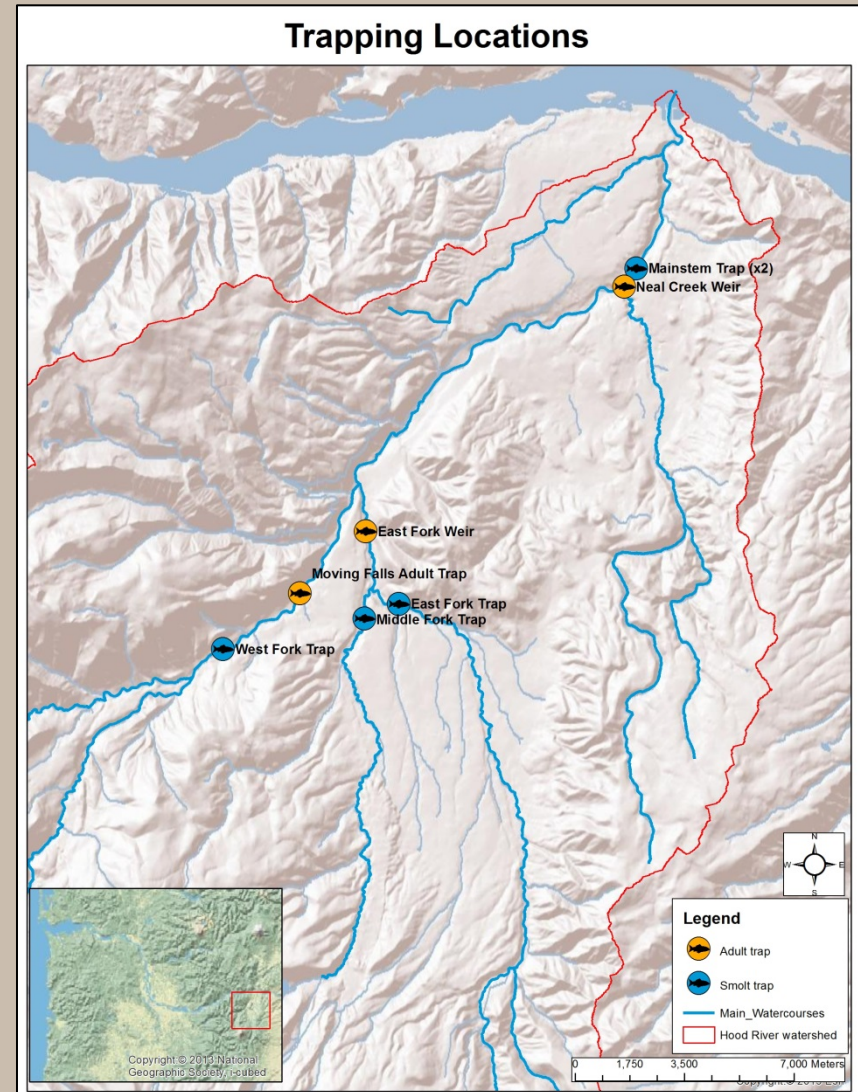 Trapping Locations
Mainstem Trap (x2)
Neal Creek Weir
East Fork Weir
Moving Falls Adult Trap
East Fork Trap
Middle Fork Trap
West Fork Trap
N
W E
S
Legend
Adult trap
Smolt trap
Main_Watercourses
Hood River watershed
Copyright:© 2013 National
Geographic Society, i-cubed
0 1,750 3,500 7,000 Meters